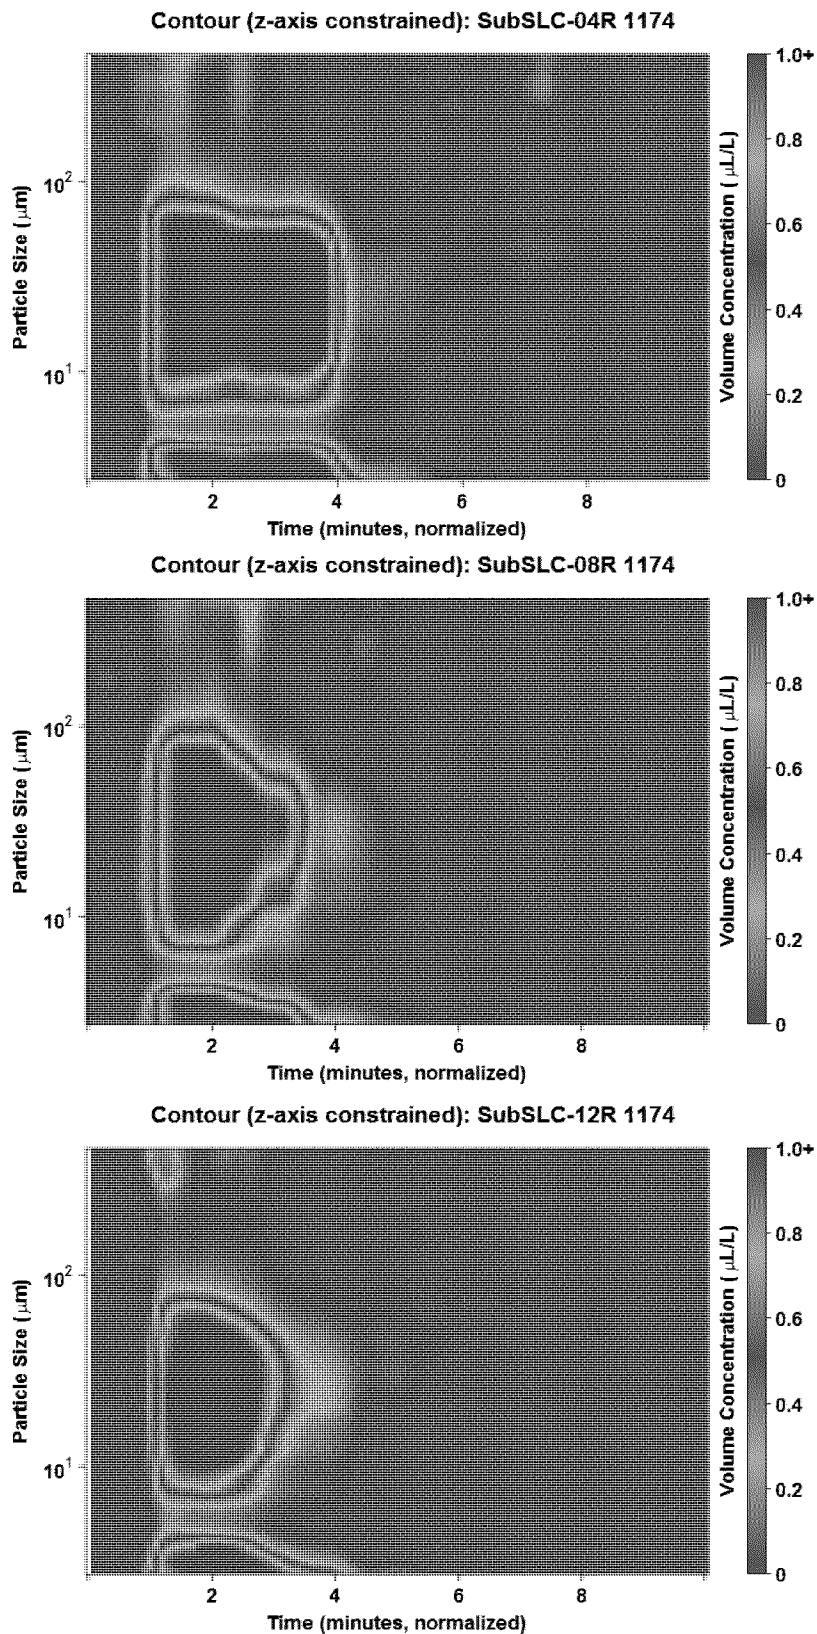 Contour (z-axis constrained): SubSLC-04R 1174
Particle Size (μm)
10²
10¹
2 4 6 8
Time (minutes, normalized)
Volume Concentration ( μL/L)
1.0+
0.8
0.6
0.4
0.2
0
Contour (z-axis constrained): SubSLC-08R 1174
Particle Size (μm)
10²
10¹
2 4 6 8
Time (minutes, normalized)
Volume Concentration ( μL/L)
1.0+
0.8
0.6
0.4
0.2
0
Contour (z-axis constrained): SubSLC-12R 1174
Particle Size (μm)
10²
10¹
2 4 6 8
Time (minutes, normalized)
Volume Concentration ( μL/L)
1.0+
0.8
0.6
0.4
0.2
0